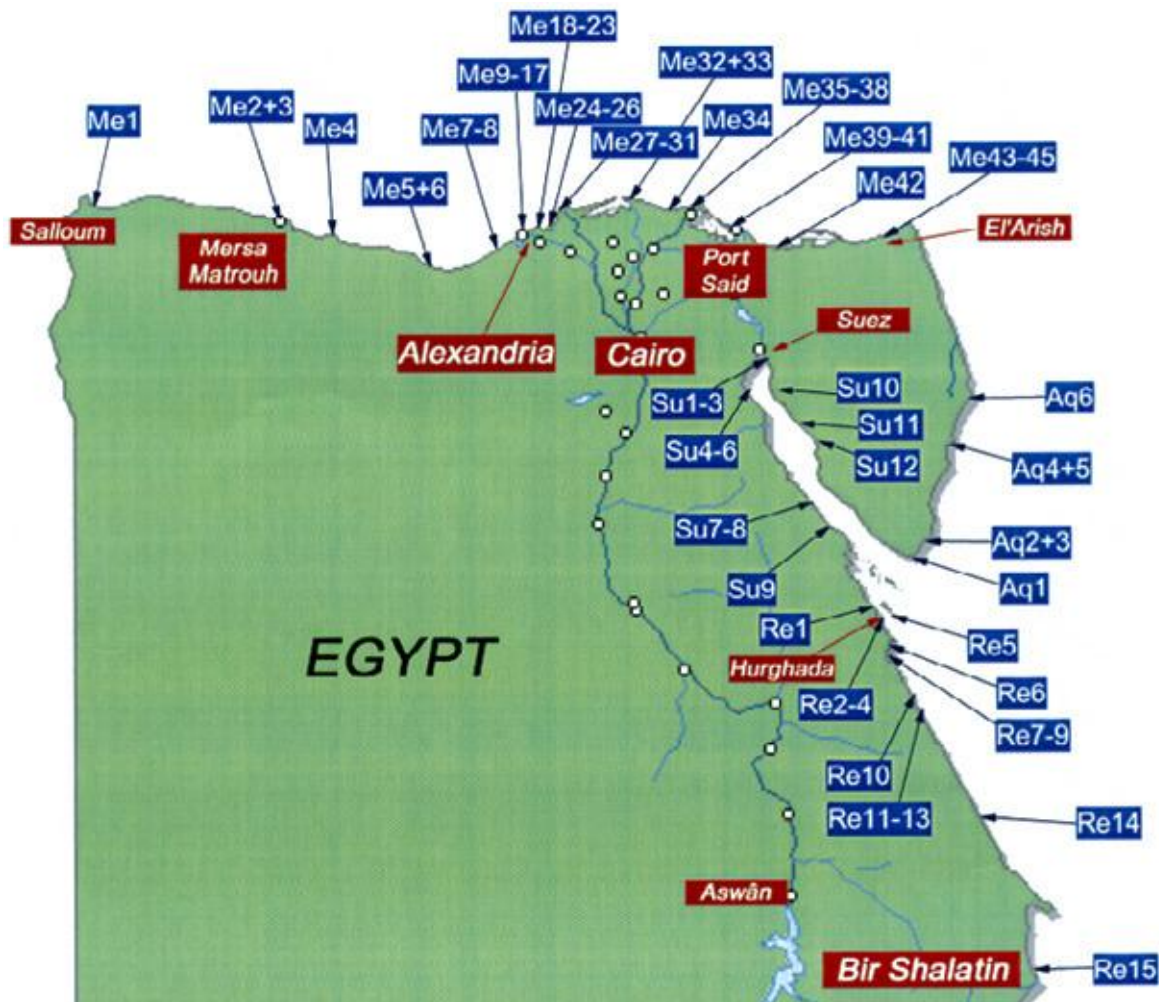 Me18-23
Me9-17
Me32+33
Me35-38
Me2+3
Me24-26
Me1
Me4
Me7-8
Me34
Me27-31
Me39-41
Me5+6
Me42
Me43-45
Salloum
Mersa
Matrouh
Port
Said
El'Arish
Alexandria
Cairo
Suez
Su1-3
Su10
Aq6
Su4-6
Su11
Su12
Aq4+5
Su7-8
Aq2+3
Su9
Aq1
Re1
Re5
EGYPT
Hurghada
Re6
Re2-4
Re7-9
Re10
Re11-13
Re14
Aswân
Bir Shalatin
Re15